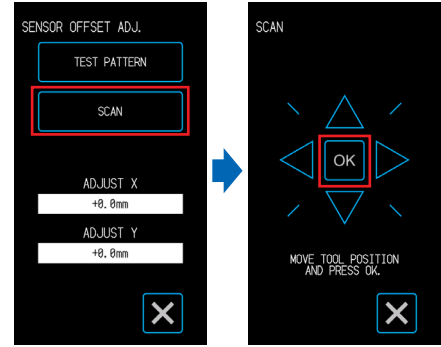 SENSOR OFFSET ADJ.
TEST PATTERN
SCAN
ADJUST X
+0.0mm
ADJUST Y
+0.0mm
SCAN
OK
MOVE TOOL POSITION
AND PRESS OK.